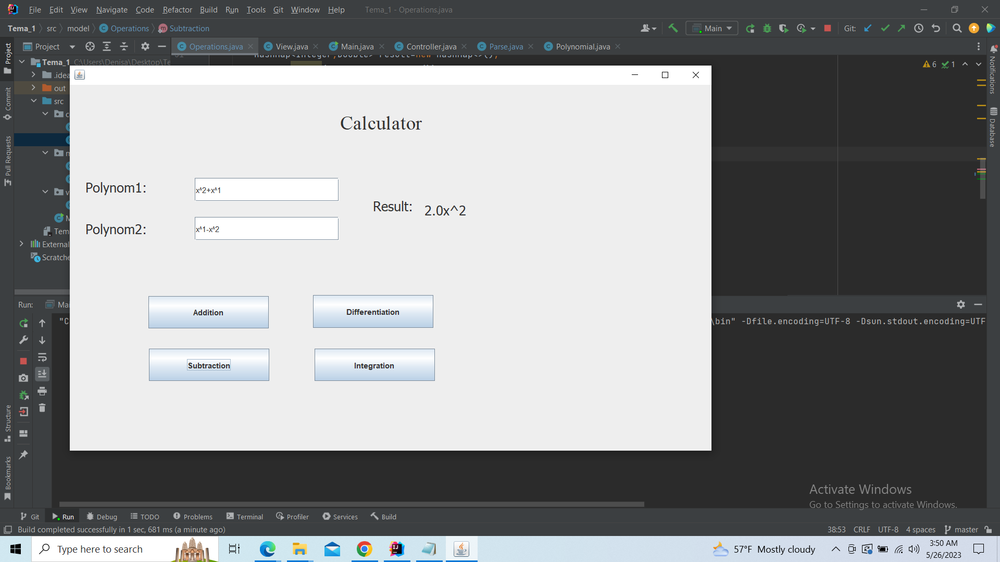 File Edit View Navigate Code Refactor Build Run Tools Git Window Help Tema_1 - Operations.java
Tema_1 src model Operations Subtraction Main Git:
Project Operations.java View.java Main.java Controller.java Parse.java Polynomial.java
Tema_1 C:\Users\Denisa\Desktop\Te
6 1
.idea
out
src
External
Scratche
Project
Commit
Pull Requests
Structure
Bookmarks
Notifications
Database
Calculator
Polynom1: x^2+x^1
Result: 2.0x^2
Polynom2: x^1-x^2
Addition Differentiation
Subtraction Integration
Run: Mai
"C \bin" -Dfile.encoding=UTF-8 -Dsun.stdout.encoding=UTF
Activate Windows
Go to Settings to activate Windows.
Git Run Debug TODO Problems Terminal Profiler Services Build
Build completed successfully in 1 sec, 681 ms (a minute ago) 38:53 CRLF UTF-8 4 spaces master
Type here to search 57°F Mostly cloudy 3:50 AM
5/26/2023